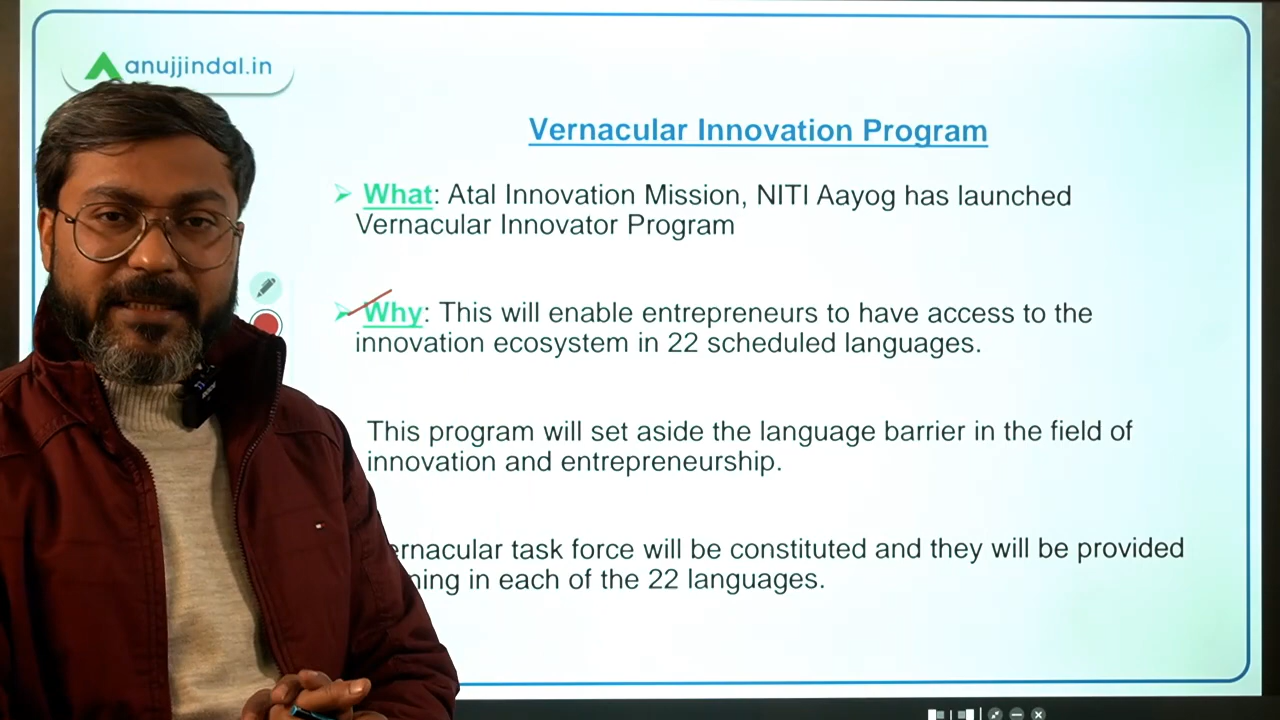 anujjindal.in
Vernacular Innovation Program
What: Atal Innovation Mission, NITI Aayog has launched
Vernacular Innovator Program
Why: This will enable entrepreneurs to have access to the
innovation ecosystem in 22 scheduled languages.
This program will set aside the language barrier in the field of
innovation and entrepreneurship.
task force will be constituted and they will be provided
in each of the 22 languages.